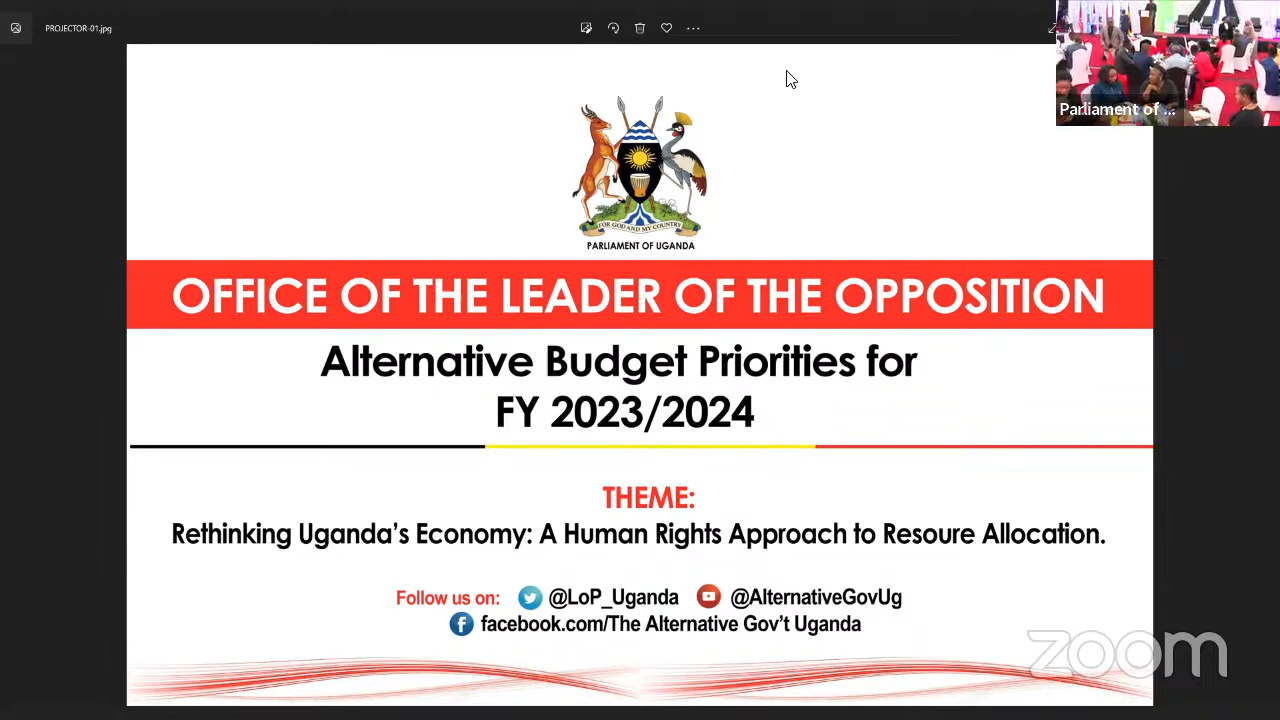 PROJECTOR-01.jpg
Parliament of ...
FOR GOD AND MY COUNTRY
PARLIAMENT OF UGANDA
OFFICE OF THE LEADER OF THE OPPOSITION
Alternative Budget Priorities for
FY 2023/2024
THEME:
Rethinking Uganda’s Economy: A Human Rights Approach to Resoure Allocation.
Follow us on: @LoP_Uganda @AlternativeGovUg
facebook.com/The Alternative Gov’t Uganda
zoom